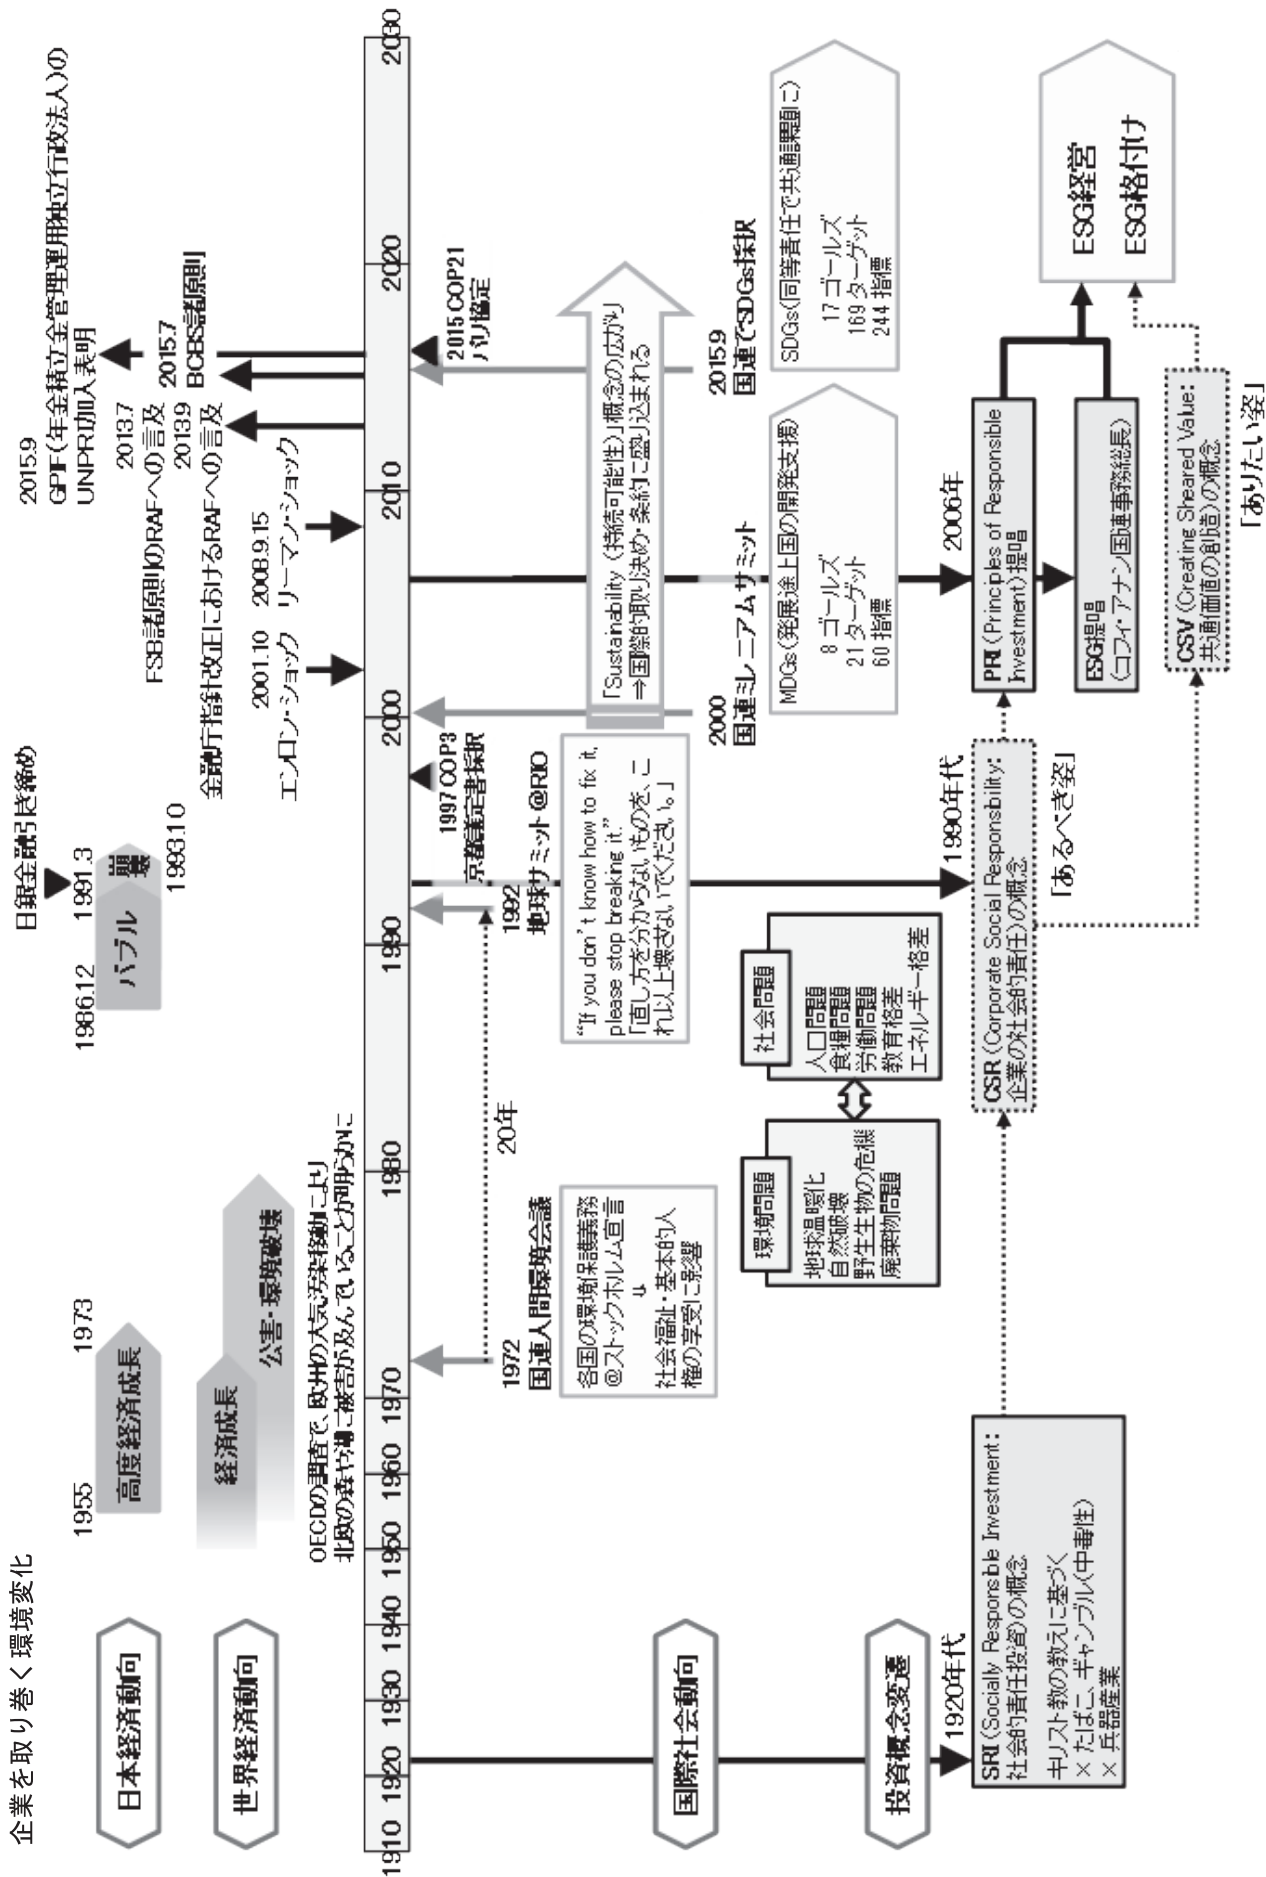 企業を取り巻く環境変化
日本経済動向
1955
1973
高度経済成長
1986.12
1991.3
バブル
崩壊
1993.10
日銀金融引き締め
2015.9
GPIF(年金積立金管理運用独立行政法人)の
UNPRI加入表明
2013.7
FSB諸原則のRAFへの言及
2013.9
金融庁指針改正におけるRAFへの言及
2015.7
BCBS諸原則
世界経済動向
経済成長
公害・環境破壊
OECDの調査で、欧州の大気汚染移動により
北欧の森や湖に被害が及んでいることが明らかに
2001.10
エンロン・ショック
2008.9.15
リーマン・ショック
1910
1920
1930
1940
1950
1960
1970
1980
1990
2000
2010
2020
2030
国際社会動向
1972
国連人間環境会議
各国の環境保護義務
@ストックホルム宣言
⇓
社会福祉・基本的人
権の享受に影響
20年
1992
地球サミット@RIO
1997 COP3
京都議定書採択
2015 COP21
パリ協定
“If you don’t know how to fix it,
please stop breaking it.”
「直し方を分からないものを、こ
れ以上壊さないでください。」
「Sustainability (持続可能性)」概念の広がり
⇒国際的取り決め・条約に盛り込まれる
2000
国連ミレニアムサミット
MDGs(発展途上国の開発支援)
8 ゴールズ
21 ターゲット
60 指標
2015.9
国連でSDGs採択
SDGs(同等責任で共通課題に)
17 ゴールズ
169 ターゲット
244 指標
環境問題
地球温暖化
自然破壊
野生生物の危機
廃棄物問題
社会問題
人口問題
食糧問題
労働問題
教育格差
エネルギー格差
投資概念変遷
1920年代
SRI (Socially Responsible Investment:
社会的責任投資)の概念
キリスト教の教えに基づく
× たばこ、ギャンブル(中毒性)
× 兵器産業
1990年代
CSR (Corporate Social Responsibility:
企業の社会的責任)の概念
「あるべき姿」
2006年
PRI (Principles of Responsible
Investment)提唱
ESG提唱
(コフィ・アナン国連事務総長)
CSV (Creating Sheared Value:
共通価値の創造)の概念
「ありたい姿」
ESG経営
ESG格付け